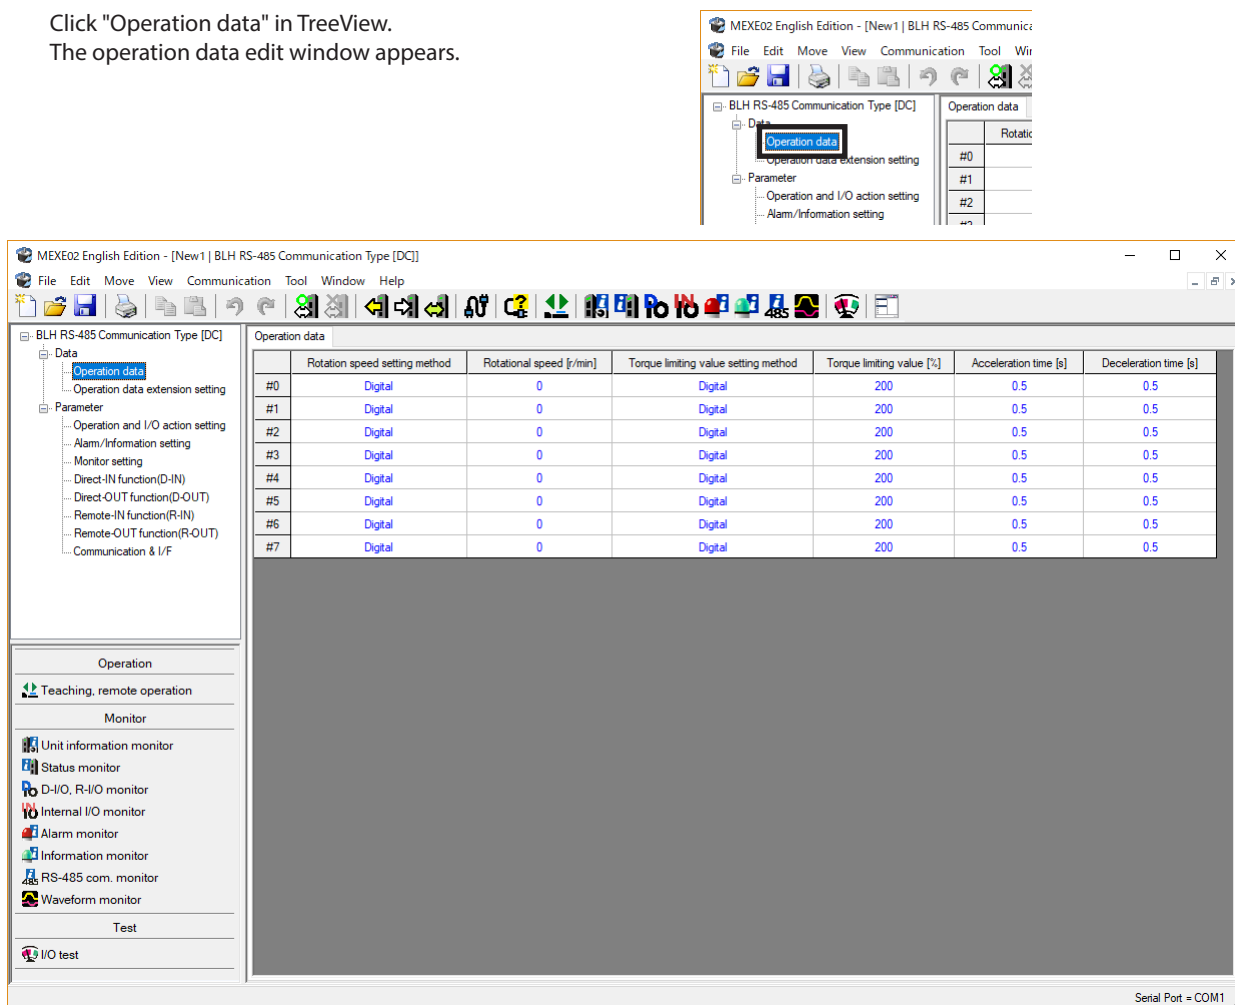 Click "Operation data" in TreeView.
The operation data edit window appears.
MEXE02 English Edition - [New1 | BLH RS-485 Communica
File Edit Move View Communication Tool Wi
BLH RS-485 Communication Type [DC]
Operation data
Data
Rotatio
Operation data
#0
Operation data extension setting
#1
Parameter
Operation and I/O action setting
#2
Alarm/Information setting
MEXE02 English Edition - [New1 | BLH RS-485 Communication Type [DC]]
File Edit Move View Communication Tool Window Help
BLH RS-485 Communication Type [DC]
Data
Operation data
Operation data extension setting
Parameter
Operation and I/O action setting
Alarm/Information setting
Monitor setting
Direct-IN function(D-IN)
Direct-OUT function(D-OUT)
Remote-IN function(R-IN)
Remote-OUT function(R-OUT)
Communication & I/F
Operation data
Rotation speed setting method Rotational speed [r/min] Torque limiting value setting method Torque limiting value [%] Acceleration time [s] Deceleration time [s]
#0 Digital 0 Digital 200 0.5 0.5
#1 Digital 0 Digital 200 0.5 0.5
#2 Digital 0 Digital 200 0.5 0.5
#3 Digital 0 Digital 200 0.5 0.5
#4 Digital 0 Digital 200 0.5 0.5
#5 Digital 0 Digital 200 0.5 0.5
#6 Digital 0 Digital 200 0.5 0.5
#7 Digital 0 Digital 200 0.5 0.5
Operation
Teaching, remote operation
Monitor
Unit information monitor
Status monitor
D-I/O, R-I/O monitor
Internal I/O monitor
Alarm monitor
Information monitor
RS-485 com. monitor
Waveform monitor
Test
I/O test
Serial Port = COM1